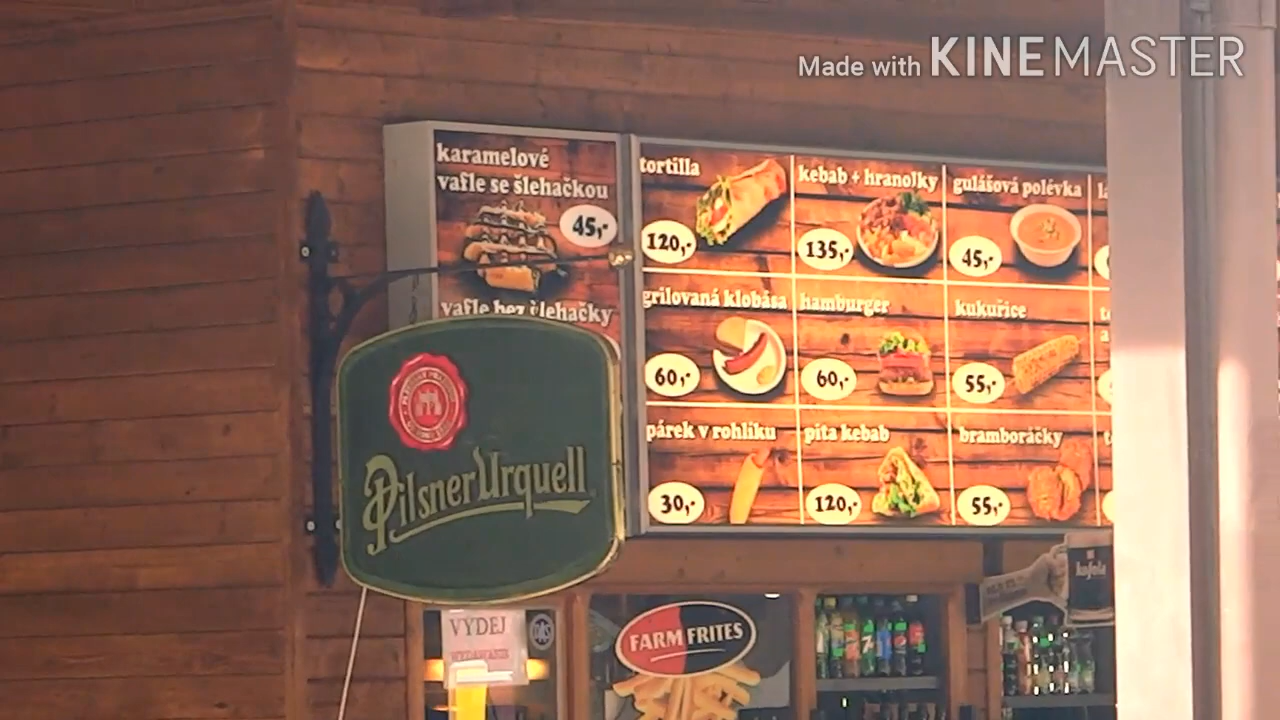 Made with KINEMASTER
karamelové
vafle se šlehačkou
45,-
vafle bez šlehačky
tortilla
120,-
kebab + hranolky
135,-
gulášová polévka
45,-
grilovaná klobása
60,-
hamburger
60,-
kukuřice
55,-
párek v rohlíku
30,-
pita kebab
120,-
bramboráčky
55,-
Pilsner Urquell
VÝDEJ
FARM FRITES
kofola